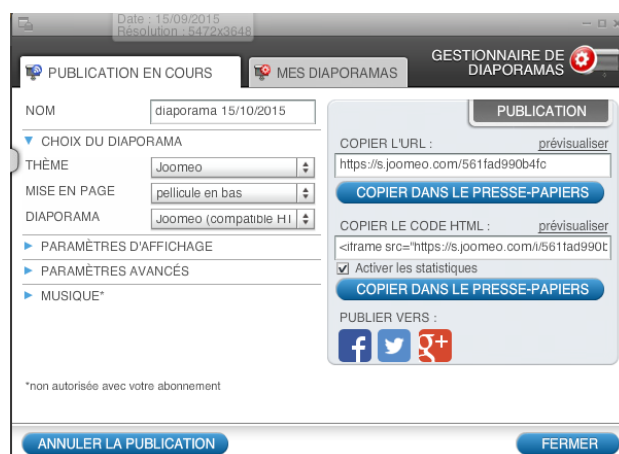 Date : 15/09/2015
Résolution : 5472x3648
GESTIONNAIRE DE
DIAPORAMAS
PUBLICATION EN COURS
MES DIAPORAMAS
NOM
diaporama 15/10/2015
CHOIX DU DIAPORAMA
THÈME
Joomeo
MISE EN PAGE
pellicule en bas
DIAPORAMA
Joomeo (compatible HT
PARAMÈTRES D'AFFICHAGE
PARAMÈTRES AVANCÉS
MUSIQUE*
*non autorisée avec votre abonnement
PUBLICATION
COPIER L'URL :
prévisualiser
https://s.joomeo.com/561fad990b4fc
COPIER DANS LE PRESSE-PAPIERS
COPIER LE CODE HTML :
prévisualiser
<iframe src="https://s.joomeo.com/i/561fad990b
Activer les statistiques
COPIER DANS LE PRESSE-PAPIERS
PUBLIER VERS :
f
g+
ANNULER LA PUBLICATION
FERMER